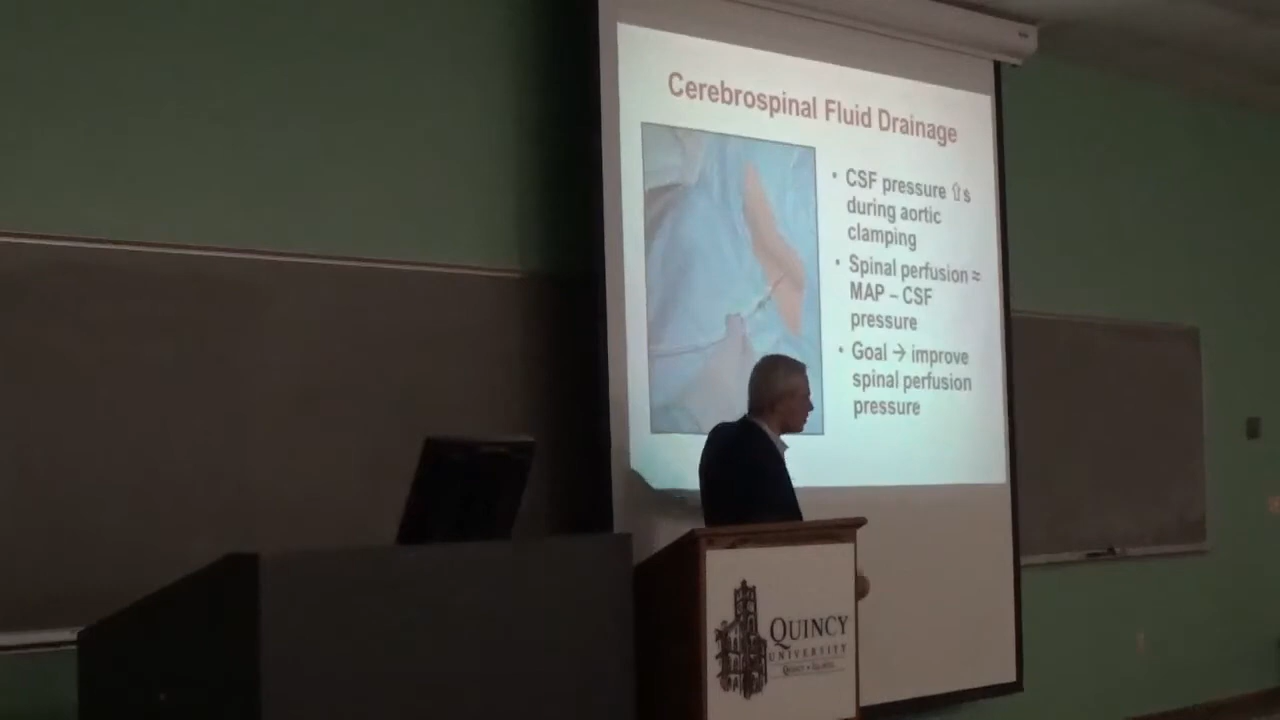 Cerebrospinal Fluid Drainage
• CSF pressure ⇧s
during aortic
clamping
• Spinal perfusion ≈
MAP – CSF
pressure
• Goal → improve
spinal perfusion
pressure
QUINCY
UNIVERSITY